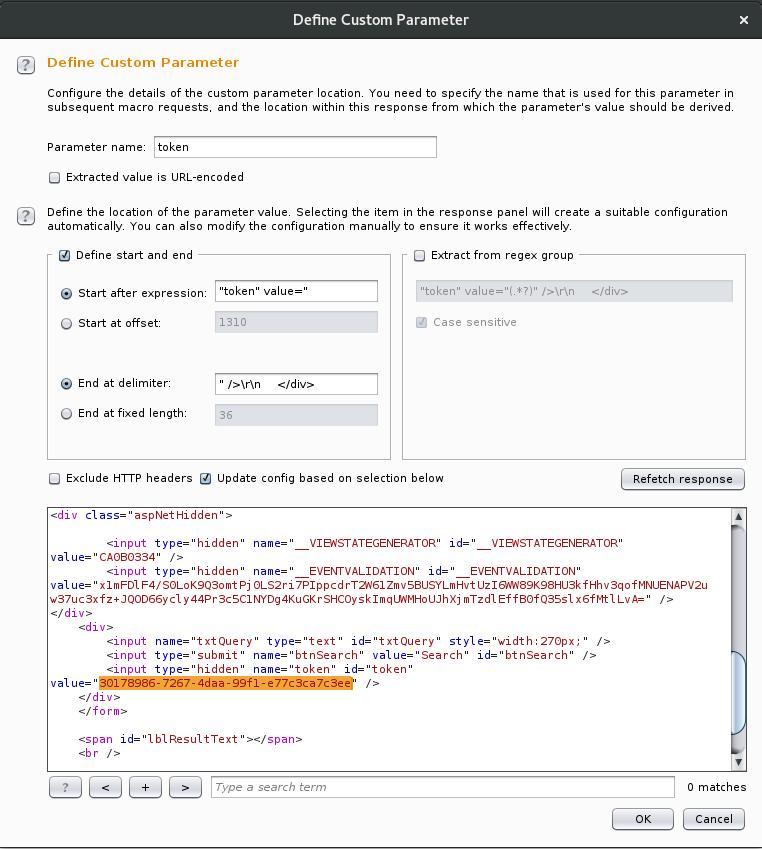 Define Custom Parameter
×
? Define Custom Parameter
Configure the details of the custom parameter location. You need to specify the name that is used for this parameter in
subsequent macro requests, and the location within this response from which the parameter's value should be derived.
Parameter name: token
Extracted value is URL-encoded
? Define the location of the parameter value. Selecting the item in the response panel will create a suitable configuration
automatically. You can also modify the configuration manually to ensure it works effectively.
Define start and end
Start after expression: "token" value="
Start at offset: 1310
End at delimiter: " />\r\n     </div>
End at fixed length: 36
Extract from regex group
"token" value="(.*?)" />\r\n     </div>
Case sensitive
Exclude HTTP headers Update config based on selection below Refetch response
<div class="aspNetHidden">
<input type="hidden" name="__VIEWSTATEGENERATOR" id="__VIEWSTATEGENERATOR"
value="CA0B0334" />
<input type="hidden" name="__EVENTVALIDATION" id="__EVENTVALIDATION"
value="x1mFDlF4/S0LoK9Q3omtPjOLS2ri7PIppcdrT2W61Zmv5BUSYLmHvtUzI6WW89K98HU3kfHhv3qofMNUENAPV2u
w37uc3xfz+JQOD66ycly44Pr3c5ClNYDg4KuGKrSHCOyskImqUWMHoUJhXjmTzdlEffB0fQ35slx6fMtlLvA=" />
</div>
<div>
<input name="txtQuery" type="text" id="txtQuery" style="width:270px;" />
<input type="submit" name="btnSearch" value="Search" id="btnSearch" />
<input type="hidden" name="token" id="token"
value="30178986-7267-4daa-99f1-e77c3ca7c3ee" />
</div>
</form>
<span id="lblResultText"></span>
<br />
? < + > Type a search term 0 matches
OK Cancel